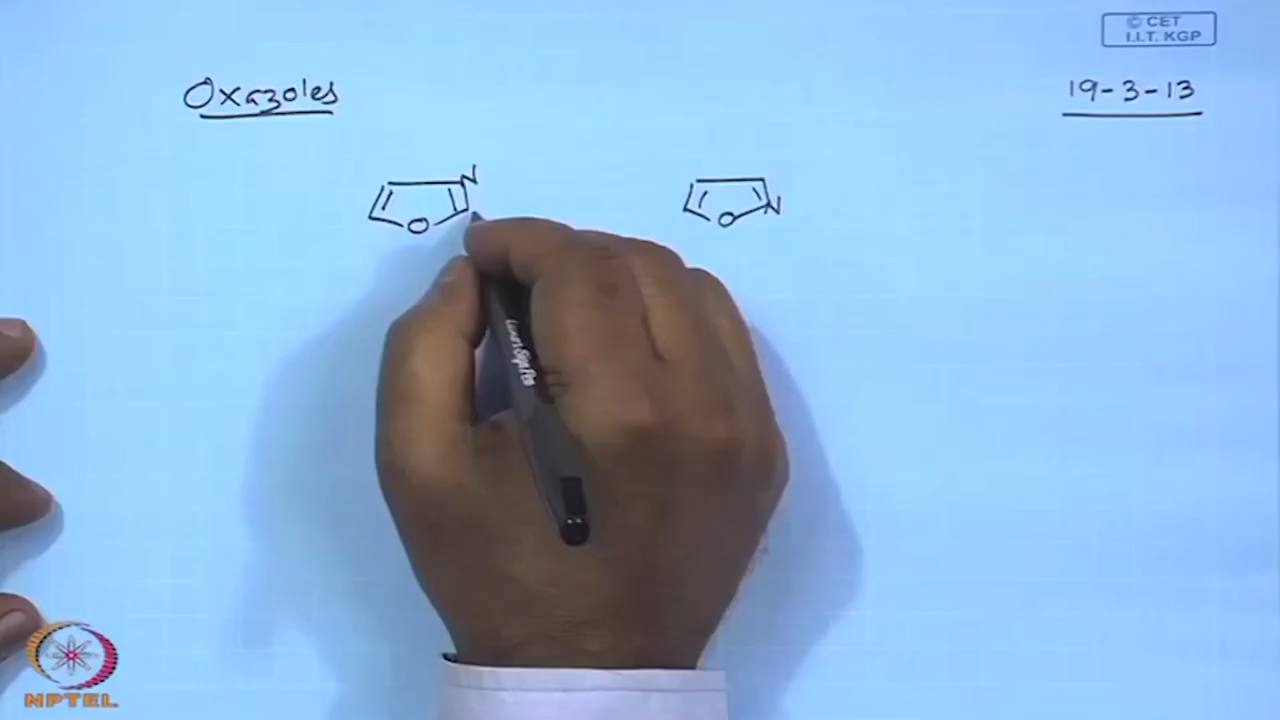 © CET
I.I.T. KGP
Oxazoles
19-3-13
N
O
N
O
NPTEL